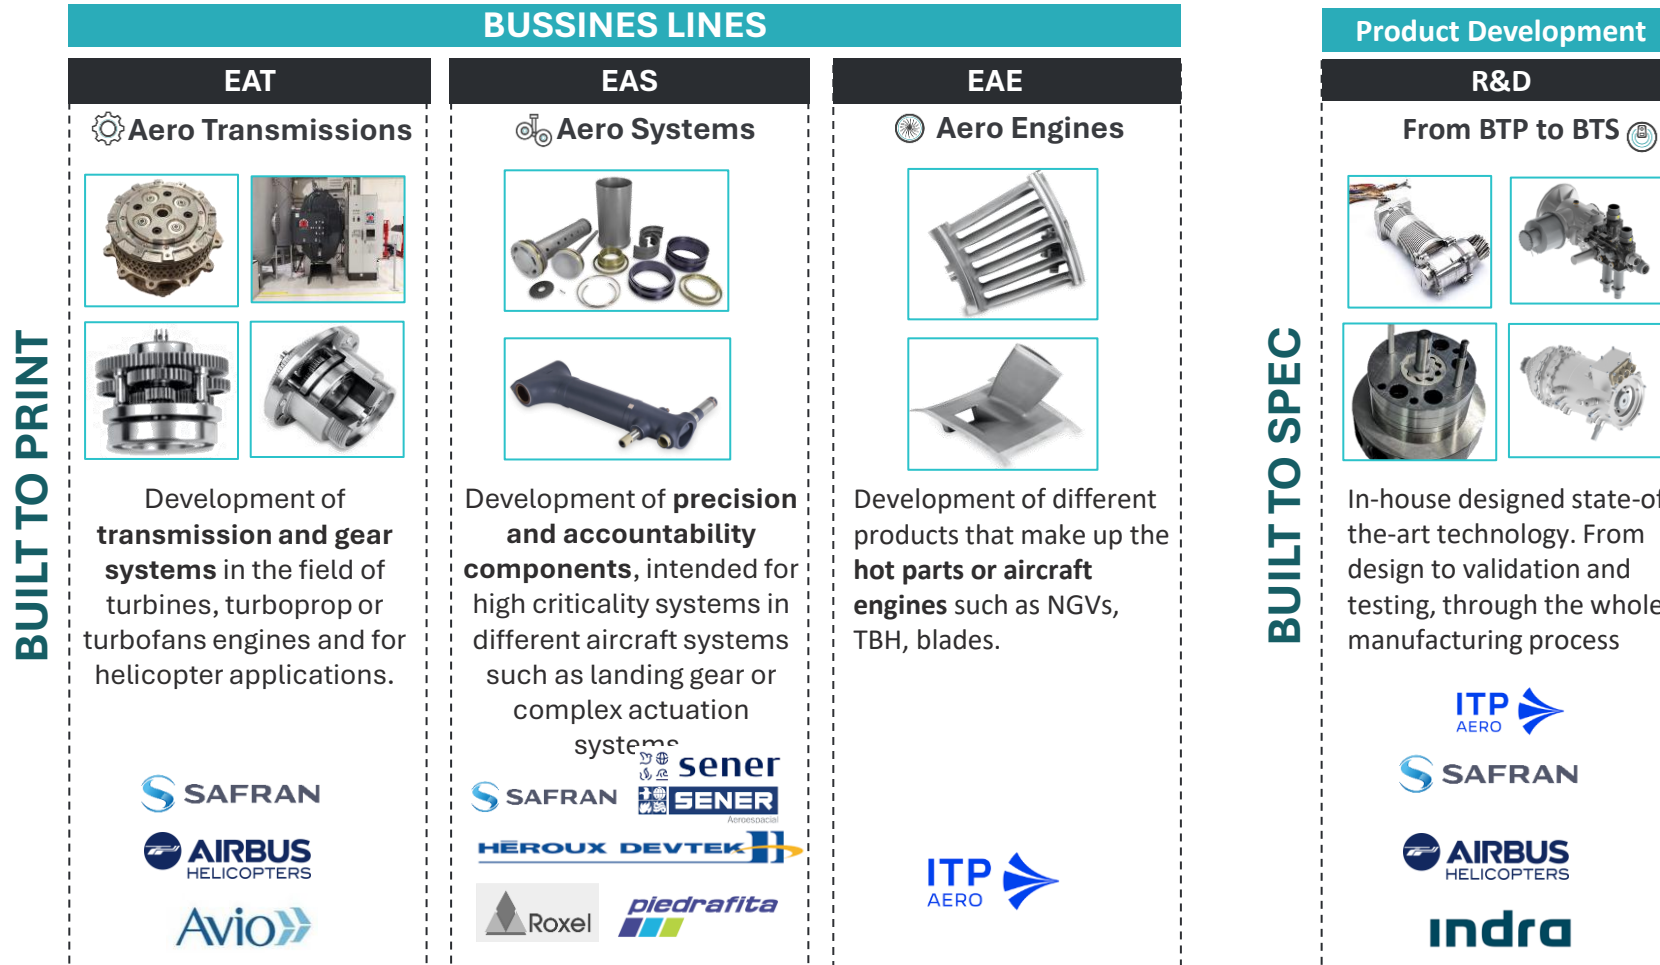 BUSSINES LINES
BUILT TO PRINT
EAT
Aero Transmissions
Development of
transmission and gear
systems in the field of
turbines, turboprop or
turbofans engines and for
helicopter applications.
SAFRAN
AIRBUS
HELICOPTERS
Avio
EAS
Aero Systems
Development of precision
and accountability
components, intended for
high criticality systems in
different aircraft systems
such as landing gear or
complex actuation
systems
sener
SAFRAN
SENER
Aeroespacial
HÉROUX DEVTEK
Roxel
piedrafita
EAE
Aero Engines
Development of different
products that make up the
hot parts or aircraft
engines such as NGVs,
TBH, blades.
ITP
AERO
Product Development
BUILT TO SPEC
R&D
From BTP to BTS
In-house designed state-of
the-art technology. From
design to validation and
testing, through the whole
manufacturing process
ITP
AERO
SAFRAN
AIRBUS
HELICOPTERS
indra